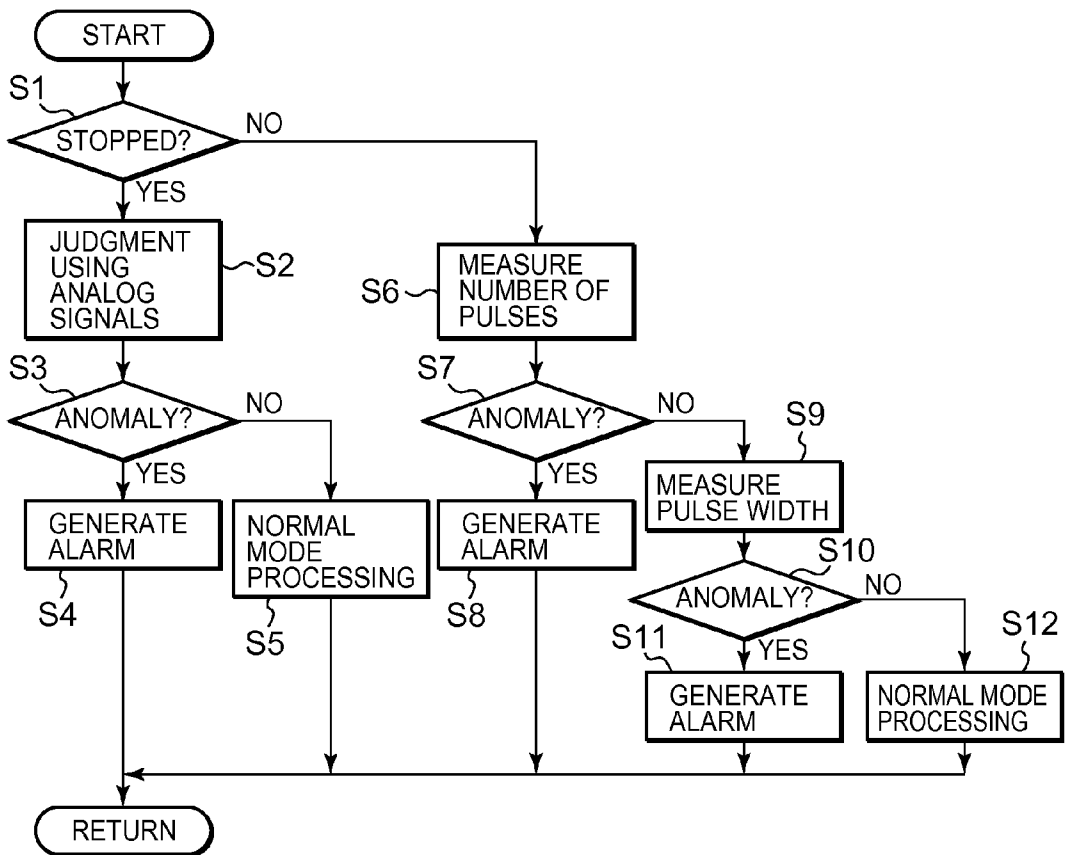 START
S1
STOPPED?
NO
YES
JUDGMENT
USING
ANALOG
SIGNALS
S2
S6
MEASURE
NUMBER OF
PULSES
S3
ANOMALY?
NO
YES
S7
ANOMALY?
NO
YES
S9
MEASURE
PULSE WIDTH
GENERATE
ALARM
S4
NORMAL
MODE
PROCESSING
S5
GENERATE
ALARM
S8
S10
ANOMALY?
NO
YES
S11
GENERATE
ALARM
S12
NORMAL MODE
PROCESSING
RETURN